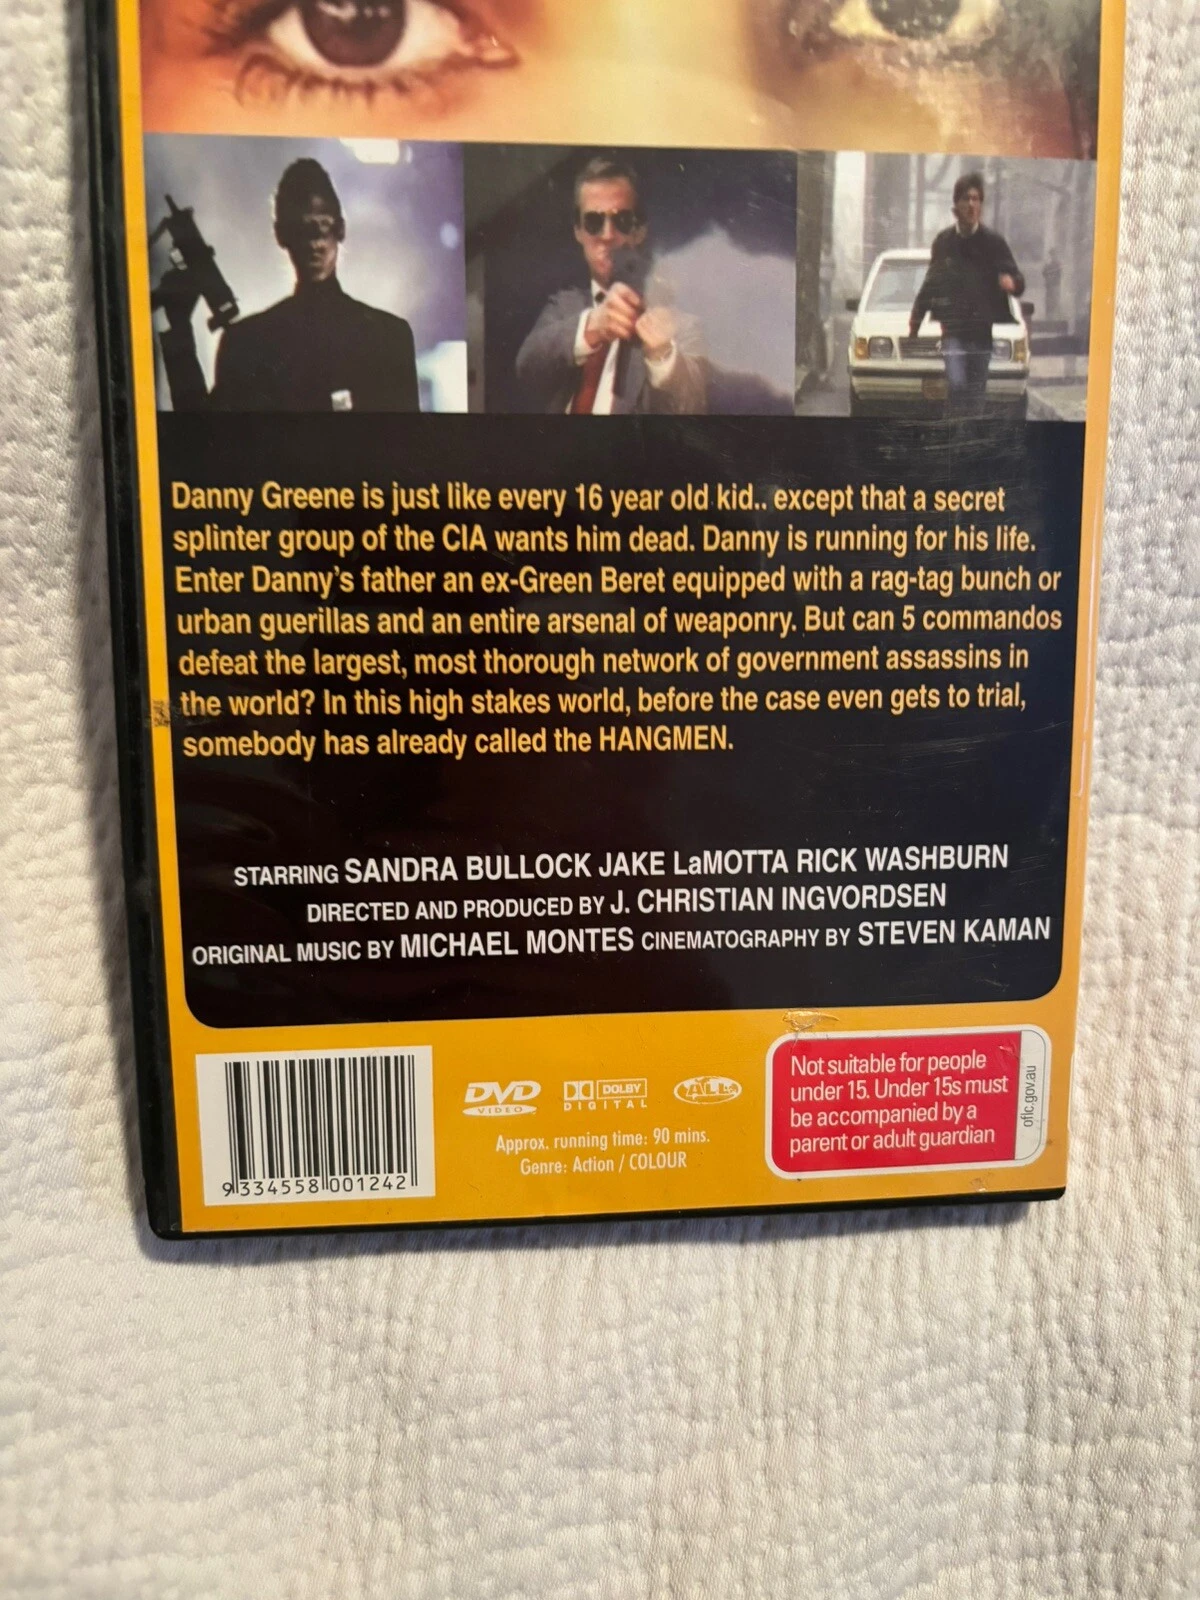 Danny Greene is just like every 16 year old kid.. except that a secret
splinter group of the CIA wants him dead. Danny is running for his life.
Enter Danny's father an ex-Green Beret equipped with a rag-tag bunch or
urban guerillas and an entire arsenal of weaponry. But can 5 commandos
defeat the largest, most thorough network of government assassins in
the world? In this high stakes world, before the case even gets to trial,
somebody has already called the HANGMEN.
STARRING SANDRA BULLOCK JAKE LaMOTTA RICK WASHBURN
DIRECTED AND PRODUCED BY J. CHRISTIAN INGVORDSEN
ORIGINAL MUSIC BY MICHAEL MONTES CINEMATOGRAPHY BY STEVEN KAMAN
9 334558 001242
DVD
VIDEO
DOLBY
DIGITAL
ALL
Approx. running time: 90 mins.
Genre: Action / COLOUR
Not suitable for people
under 15. Under 15s must
be accompanied by a
parent or adult guardian
oflc.gov.au